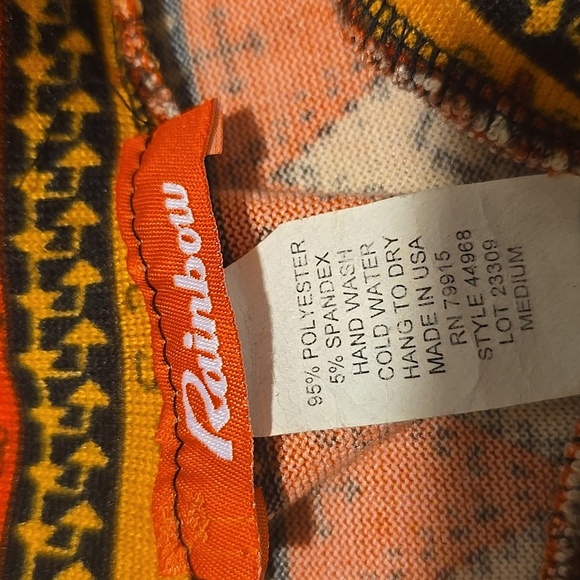 Rainbow
95% POLYESTER
5% SPANDEX
HAND WASH
COLD WATER
HANG TO DRY
MADE IN USA
RN 79915
STYLE 44968
LOT 23309
MEDIUM